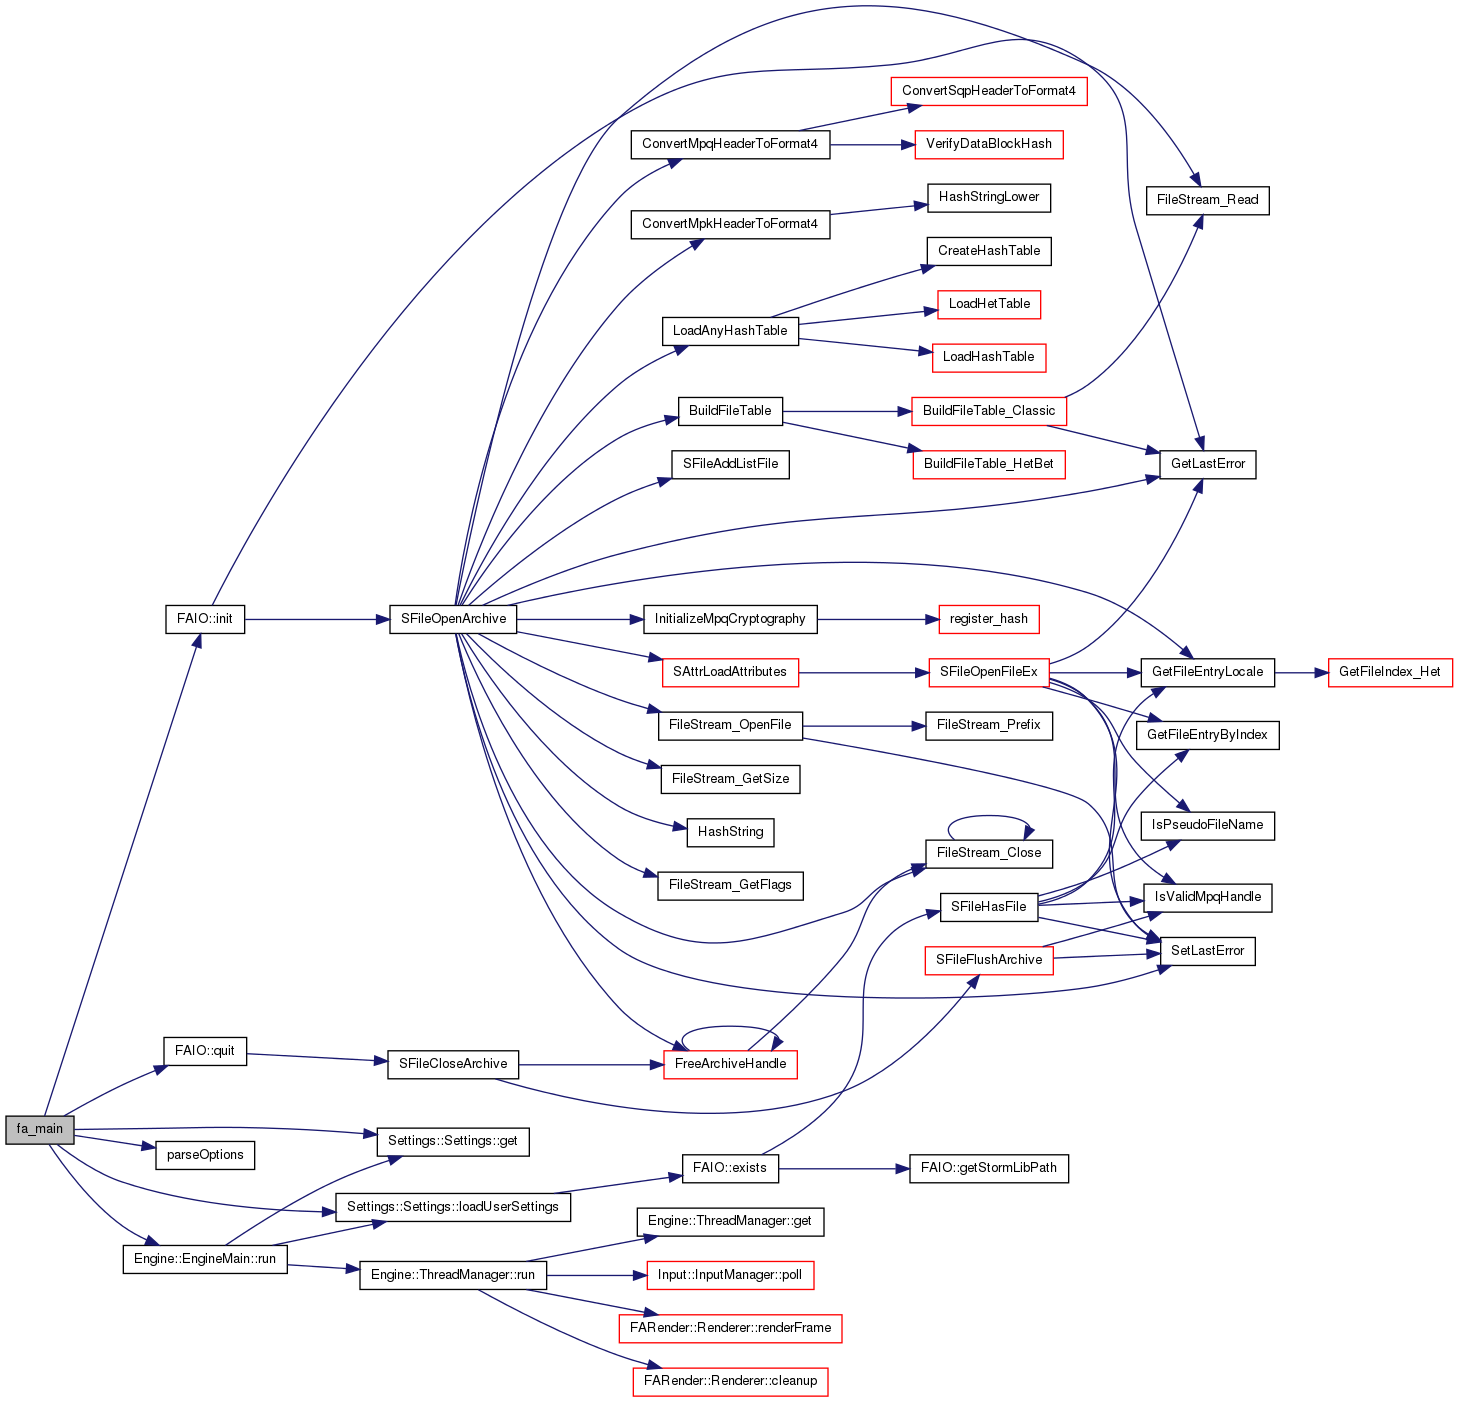 ConvertSqpHeaderToFormat4
ConvertMpqHeaderToFormat4
VerifyDataBlockHash
HashStringLower
FileStream_Read
ConvertMpkHeaderToFormat4
CreateHashTable
LoadHetTable
LoadAnyHashTable
LoadHashTable
BuildFileTable
BuildFileTable_Classic
SFileAddListFile
BuildFileTable_HetBet
GetLastError
FAIO::init
SFileOpenArchive
InitializeMpqCryptography
register_hash
SAttrLoadAttributes
SFileOpenFileEx
GetFileEntryLocale
GetFileIndex_Het
FileStream_OpenFile
FileStream_Prefix
GetFileEntryByIndex
FileStream_GetSize
HashString
IsPseudoFileName
FileStream_Close
FileStream_GetFlags
SFileHasFile
IsValidMpqHandle
SFileFlushArchive
SetLastError
FAIO::quit
SFileCloseArchive
FreeArchiveHandle
fa_main
Settings::Settings::get
parseOptions
FAIO::exists
FAIO::getStormLibPath
Settings::Settings::loadUserSettings
Engine::ThreadManager::get
Engine::EngineMain::run
Engine::ThreadManager::run
Input::InputManager::poll
FARender::Renderer::renderFrame
FARender::Renderer::cleanup